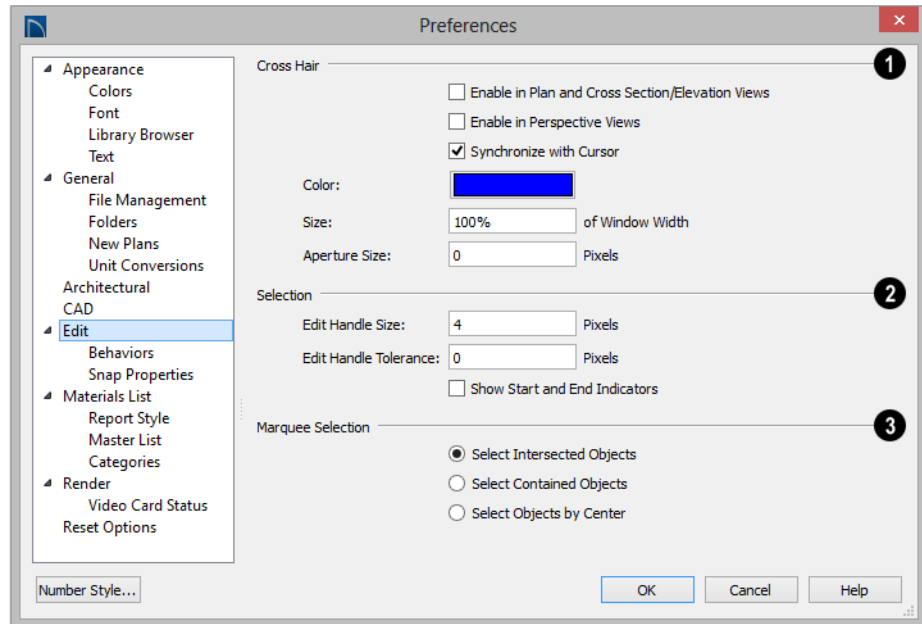 Preferences
Appearance
Colors
Font
Library Browser
Text
General
File Management
Folders
New Plans
Unit Conversions
Architectural
CAD
Edit
Behaviors
Snap Properties
Materials List
Report Style
Master List
Categories
Render
Video Card Status
Reset Options
Cross Hair 1
Enable in Plan and Cross Section/Elevation Views
Enable in Perspective Views
Synchronize with Cursor
Color:
Size: 100% of Window Width
Aperture Size: 0 Pixels
Selection 2
Edit Handle Size: 4 Pixels
Edit Handle Tolerance: 0 Pixels
Show Start and End Indicators
Marquee Selection 3
Select Intersected Objects
Select Contained Objects
Select Objects by Center
Number Style... OK Cancel Help